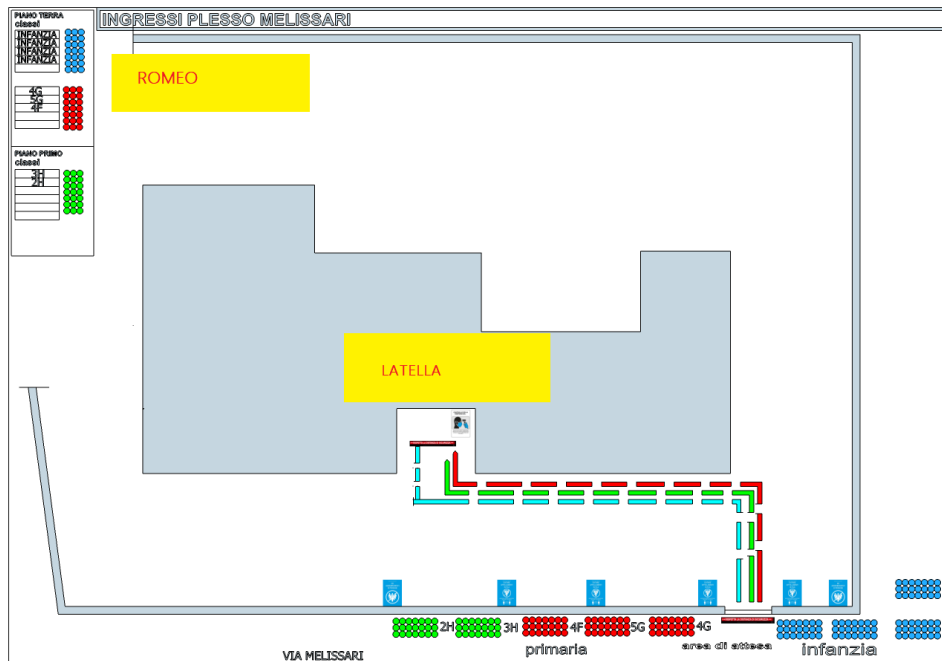 PIANO TERRA
classi
INFANZIA
INFANZIA
INFANZIA
INFANZIA
4G
5G
4F
PIANO PRIMO
classi
3H
2H
INGRESSI PLESSO MELISSARI
ROMEO
LATELLA
2H 3H 4F 5G 4G
primaria
area di attesa
infanzia
VIA MELISSARI